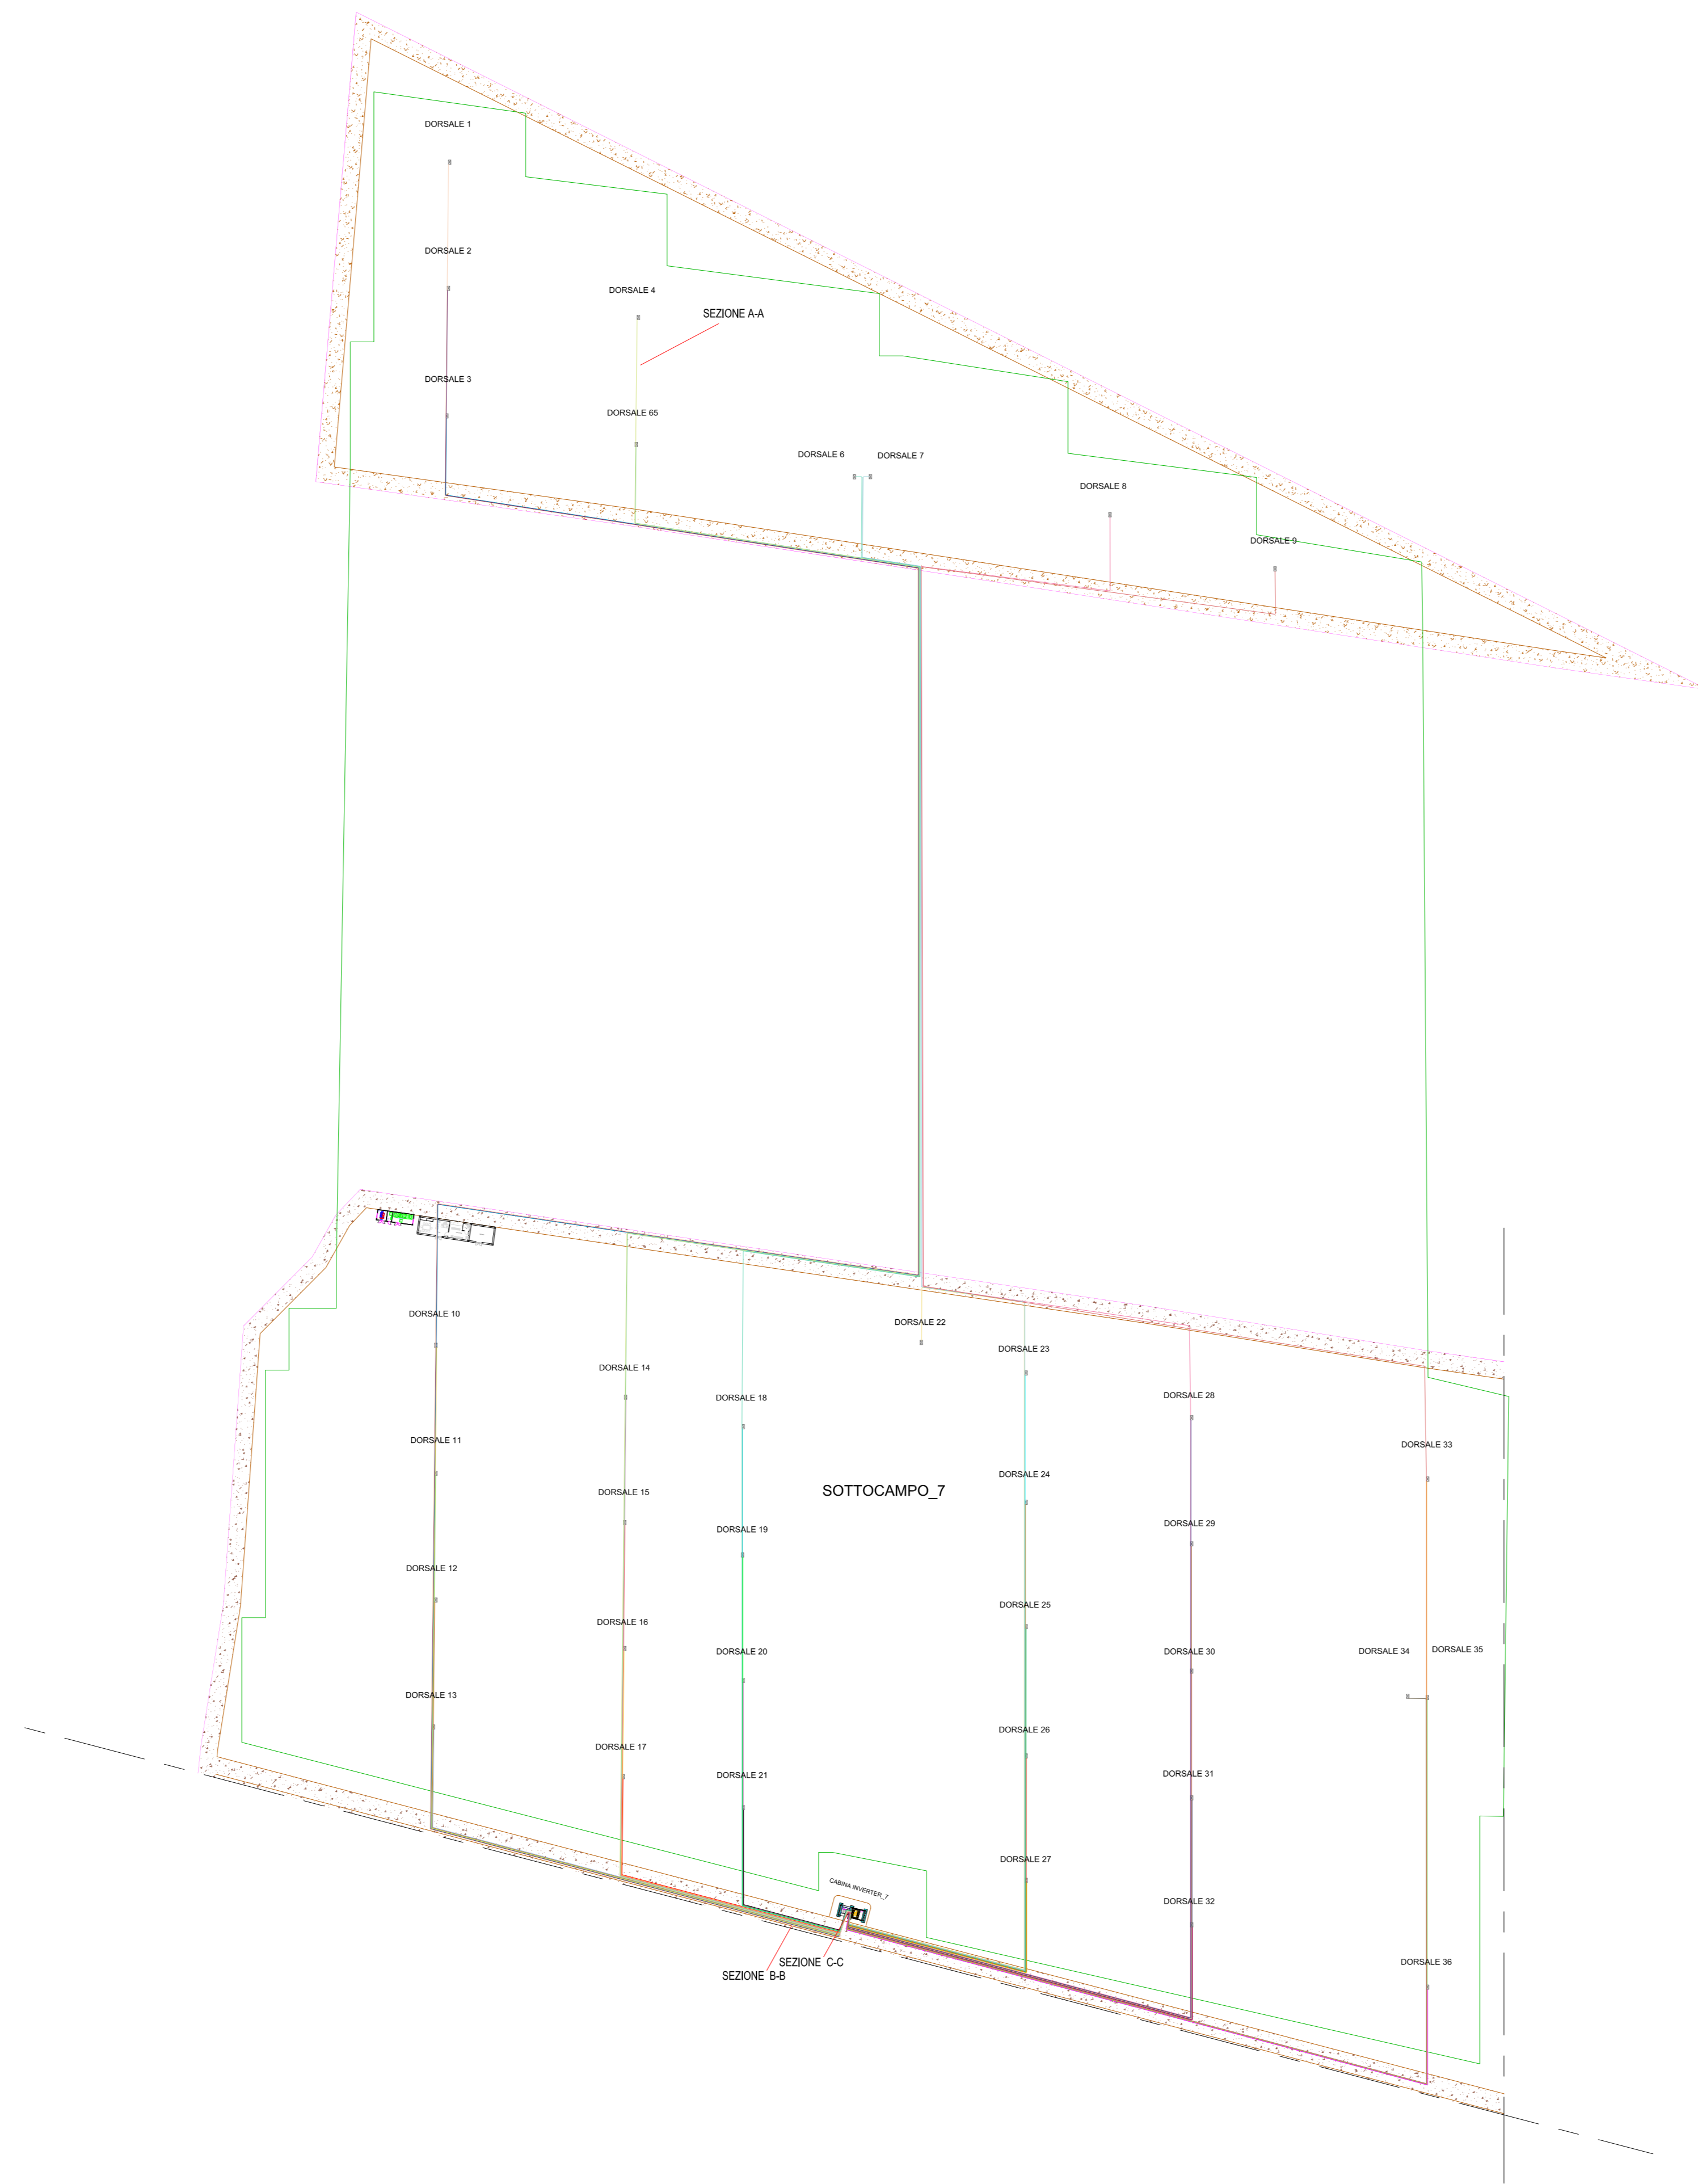 DORSALE 1
DORSALE 2
DORSALE 4
SEZIONE A-A
DORSALE 3
DORSALE 65
DORSALE 6
DORSALE 7
DORSALE 8
DORSALE 9
DORSALE 10
DORSALE 22
DORSALE 23
DORSALE 14
DORSALE 18
DORSALE 28
DORSALE 11
DORSALE 33
DORSALE 24
DORSALE 15
SOTTOCAMPO_7
DORSALE 19
DORSALE 29
DORSALE 12
DORSALE 25
DORSALE 16
DORSALE 20
DORSALE 30
DORSALE 34
DORSALE 35
DORSALE 13
DORSALE 26
DORSALE 17
DORSALE 21
DORSALE 31
DORSALE 27
CABINA INVERTER_7
DORSALE 32
SEZIONE C-C
DORSALE 36
SEZIONE B-B